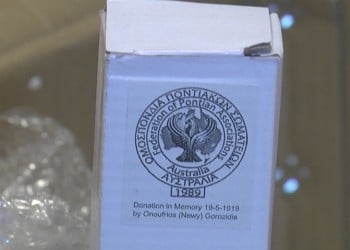 ΟΜΟΣΠΟΝΔΙΑ ΠΟΝΤΙΑΚΩΝ ΣΩΜΑΤΕΙΩΝ
Federation of Pontian Associations
Australia
ΑΥΣΤΡΑΛΙΑ
1989
Donation in Memory 19-5-1919
by Onoufrios (Newy) Gorozidis